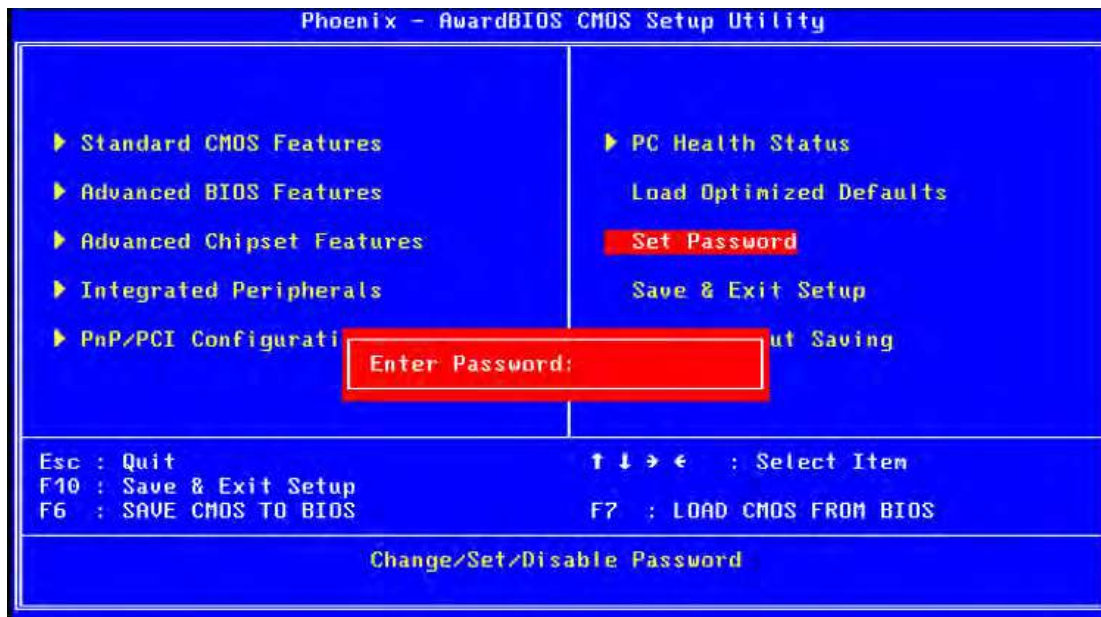 Phoenix - AwardBIOS CMOS Setup Utility
Standard CMOS Features
Advanced BIOS Features
Advanced Chipset Features
Integrated Peripherals
PnP/PCI Configurati
PC Health Status
Load Optimized Defaults
Set Password
Save & Exit Setup
ut Saving
Enter Password:
Esc : Quit
F10 : Save & Exit Setup
F6 : SAVE CMOS TO BIOS
↑ ↓ → ← : Select Item
F7 : LOAD CMOS FROM BIOS
Change/Set/Disable Password